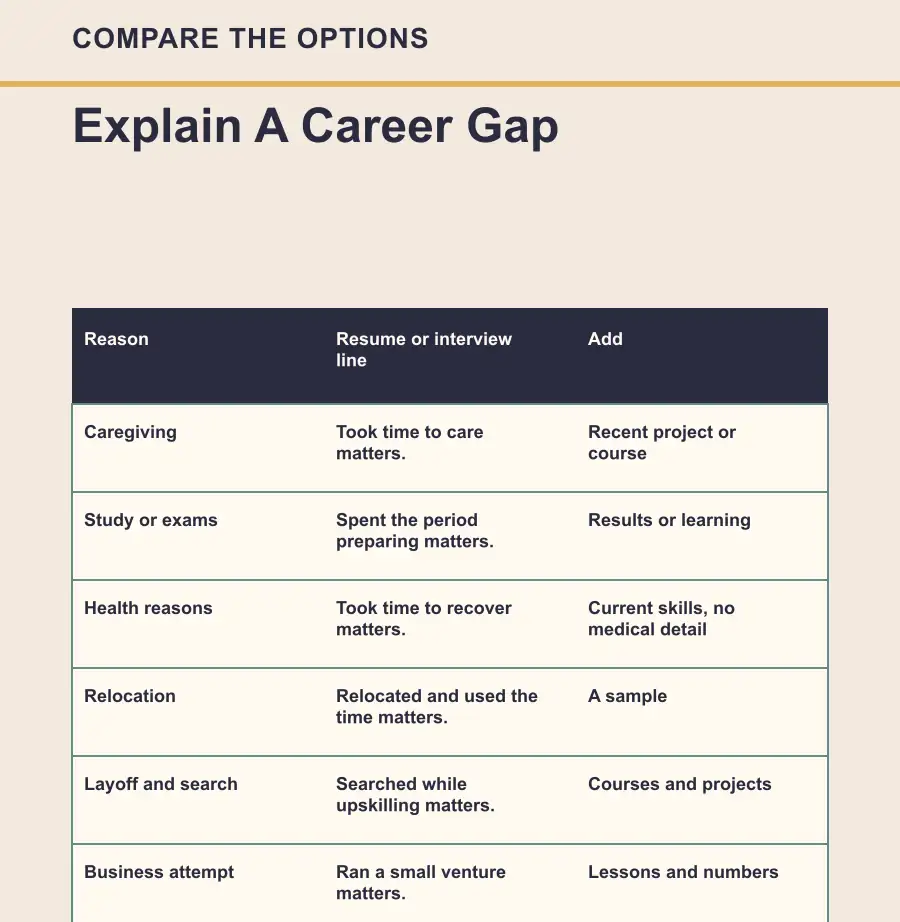 COMPARE THE OPTIONS
Explain A Career Gap
Reason
Resume or interview
line
Add
Caregiving
Took time to care
matters.
Recent project or
course
Study or exams
Spent the period
preparing matters.
Results or learning
Health reasons
Took time to recover
matters.
Current skills, no
medical detail
Relocation
Relocated and used the
time matters.
A sample
Layoff and search
Searched while
upskilling matters.
Courses and projects
Business attempt
Ran a small venture
matters.
Lessons and numbers